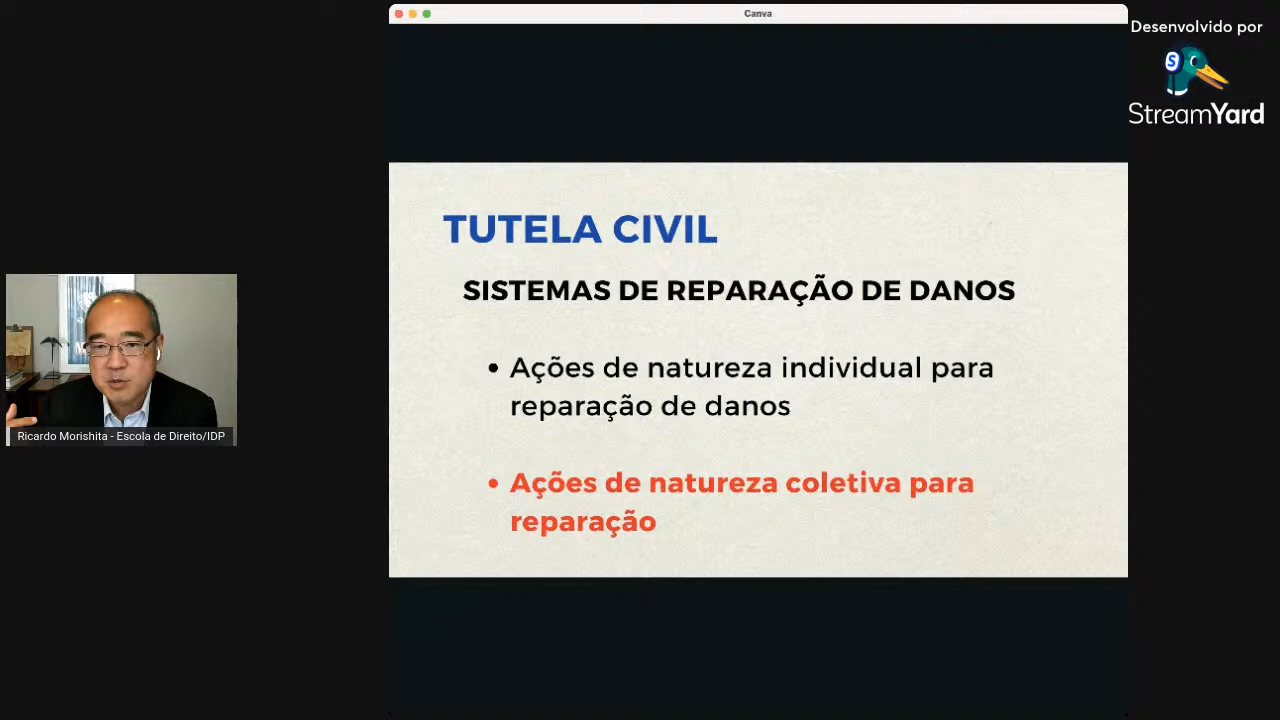 Canva
Desenvolvido por
S
StreamYard
TUTELA CIVIL
SISTEMAS DE REPARAÇÃO DE DANOS
• Ações de natureza individual para
reparação de danos
• Ações de natureza coletiva para
reparação
Ricardo Morishita - Escola de Direito/IDP